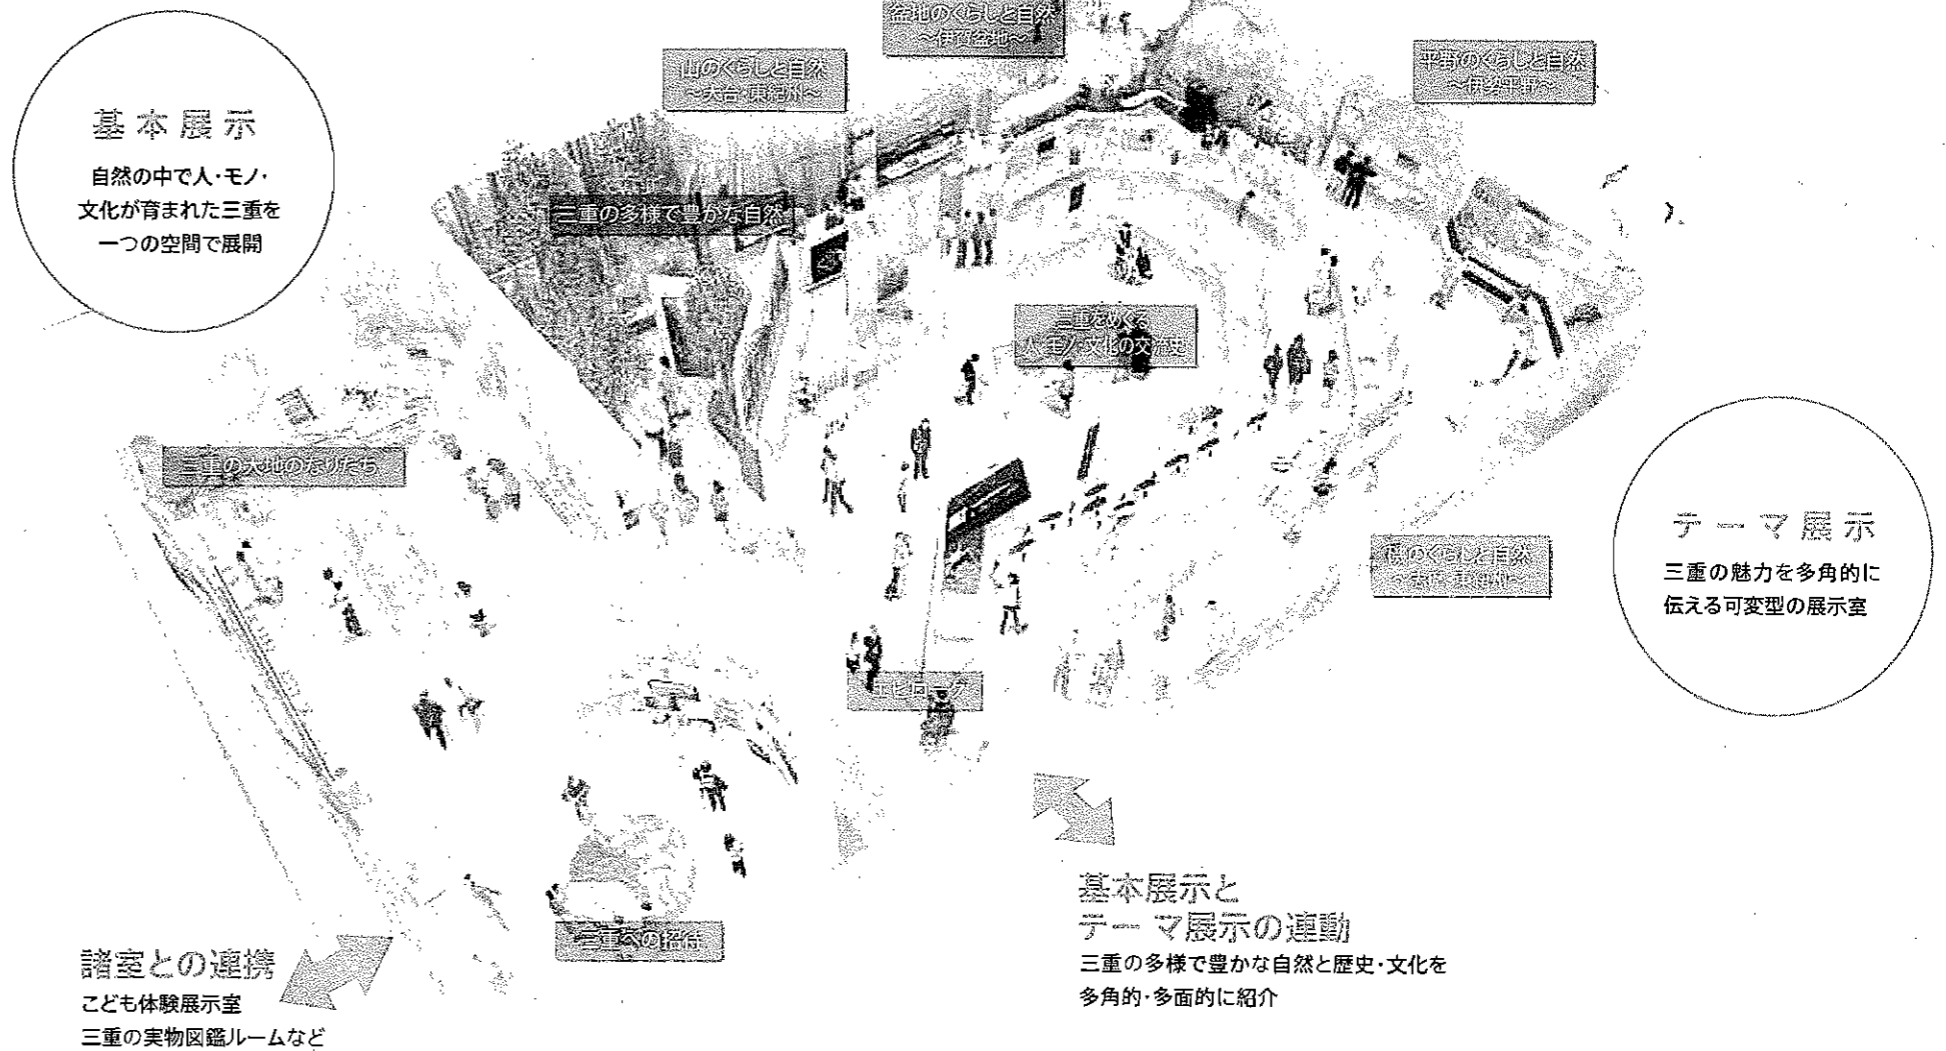 基本展示
自然の中で人・モノ・
文化が育まれた三重を
一つの空間で展開
盆地のくらしと自然
～伊賀盆地～
山のくらしと自然
～大台・東紀州～
平野のくらしと自然
～伊勢平野～
三重の多様で豊かな自然
三重をめぐる
人・モノ・文化の交流史
三重の大地のなりたち
テーマ展示
三重の魅力を多角的に
伝える可変型の展示室
のくらしと自然
エピローグ
三重への招待
基本展示と
テーマ展示の連動
三重の多様で豊かな自然と歴史・文化を
多角的・多面的に紹介
諸室との連携
こども体験展示室
三重の実物図鑑ルームなど